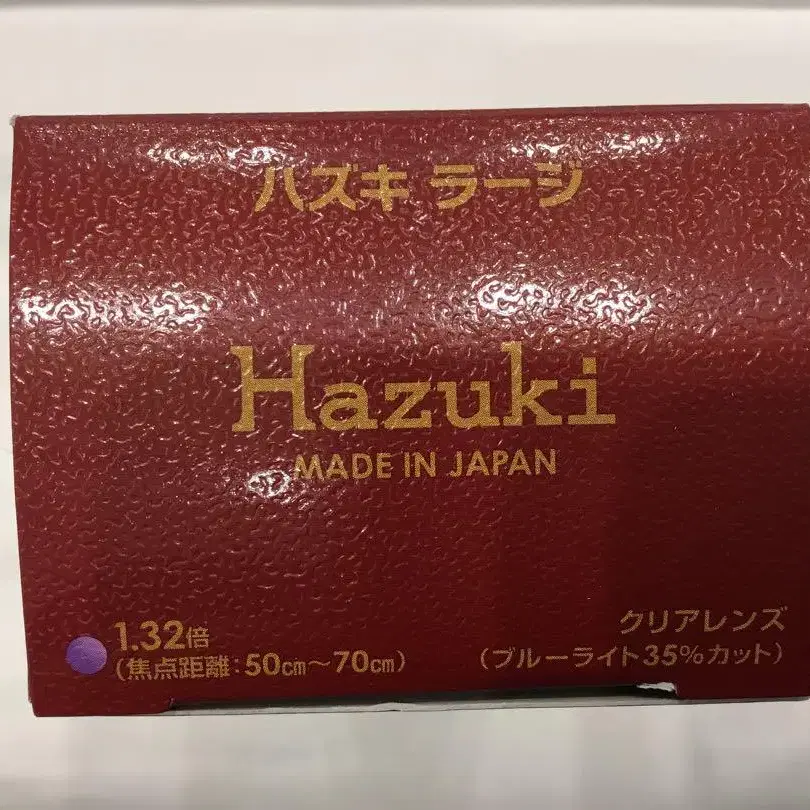 ハズキ ラージ
Hazuki
MADE IN JAPAN
1.32倍
(焦点距離:50cm〜70cm)
クリアレンズ
(ブルーライト35%カット)